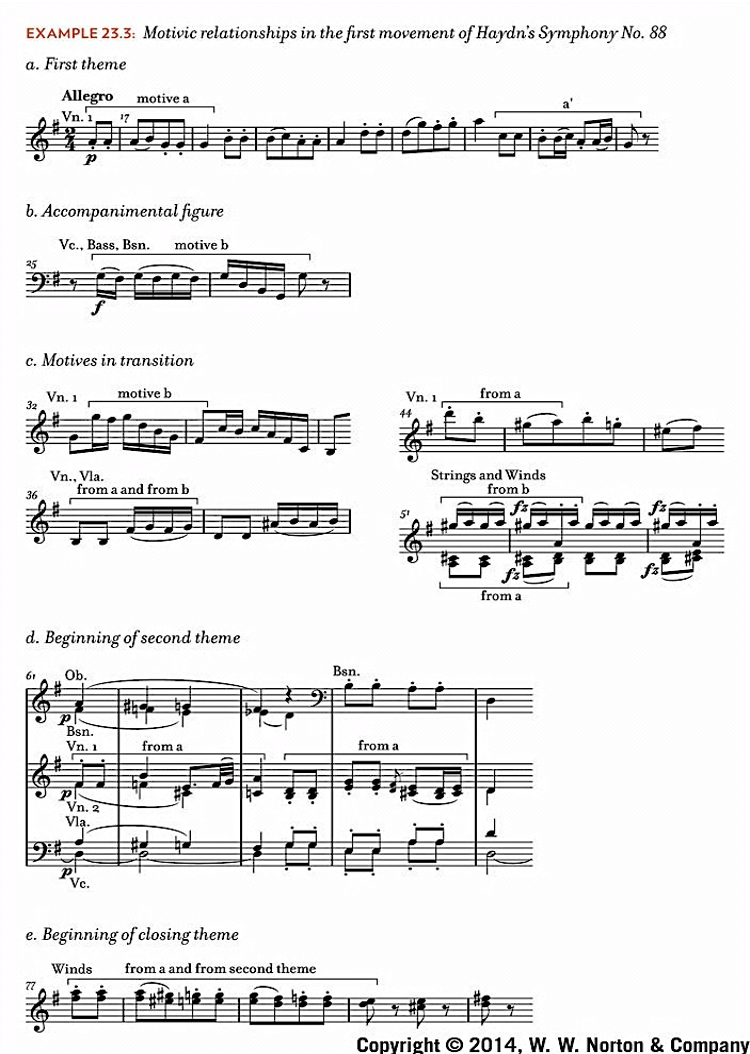 EXAMPLE 23.3: Motivic relationships in the first movement of Haydn's Symphony No. 88
a. First theme
Allegro
Vn. 1 17 motive a a'
2
4
p
b. Accompanimental figure
Vc., Bass, Bsn. motive b
25
f
c. Motives in transition
32 Vn. 1 motive b
44 Vn. 1 from a
Vn., Vla.
36 from a and from b
Strings and Winds
from b
51 fz fz
fz fz
from a
d. Beginning of second theme
61 Ob. Bsn.
p
Bsn.
Vn. 1 from a from a
p
Vn. 2
Vla.
p
Vc.
e. Beginning of closing theme
Winds from a and from second theme
77
Copyright © 2014, W. W. Norton & Company